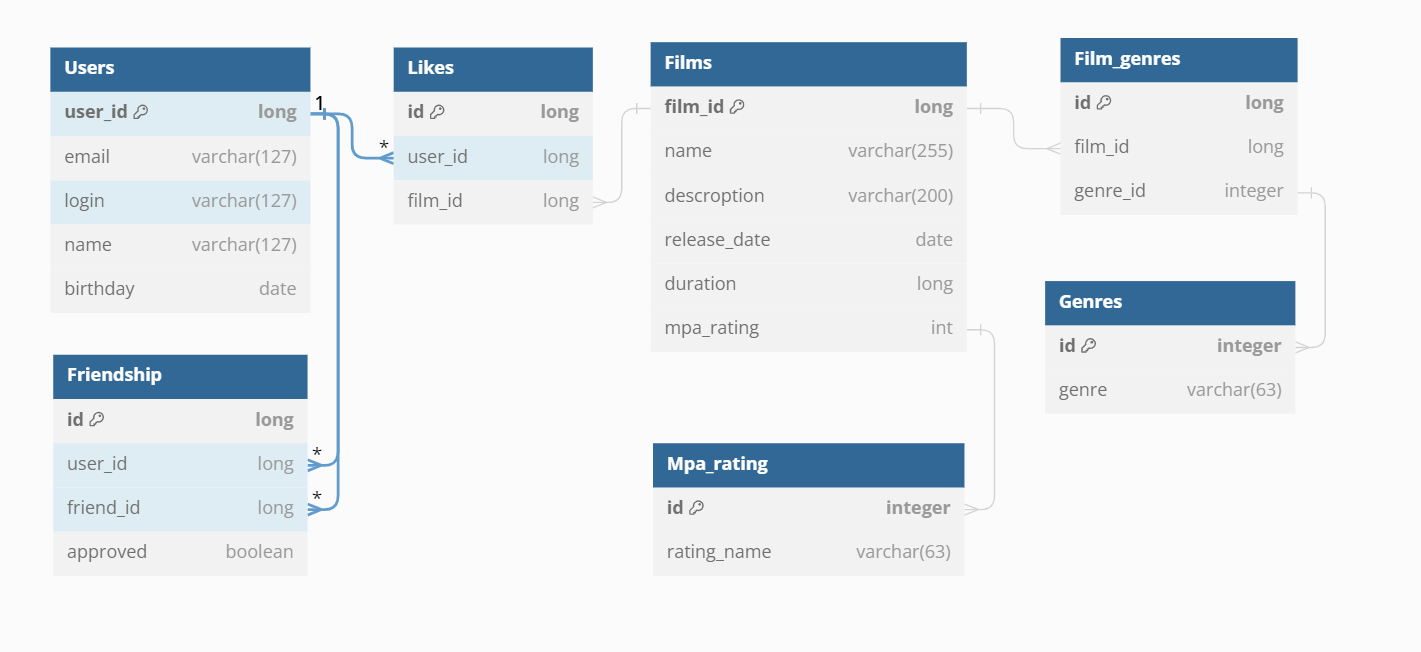 Users
user_id long
email varchar(127)
login varchar(127)
name varchar(127)
birthday date
1
*
Likes
id long
user_id long
film_id long
Films
film_id long
name varchar(255)
descroption varchar(200)
release_date date
duration long
mpa_rating int
Film_genres
id long
film_id long
genre_id integer
Genres
id integer
genre varchar(63)
Friendship
id long
user_id long
friend_id long
approved boolean
*
*
Mpa_rating
id integer
rating_name varchar(63)